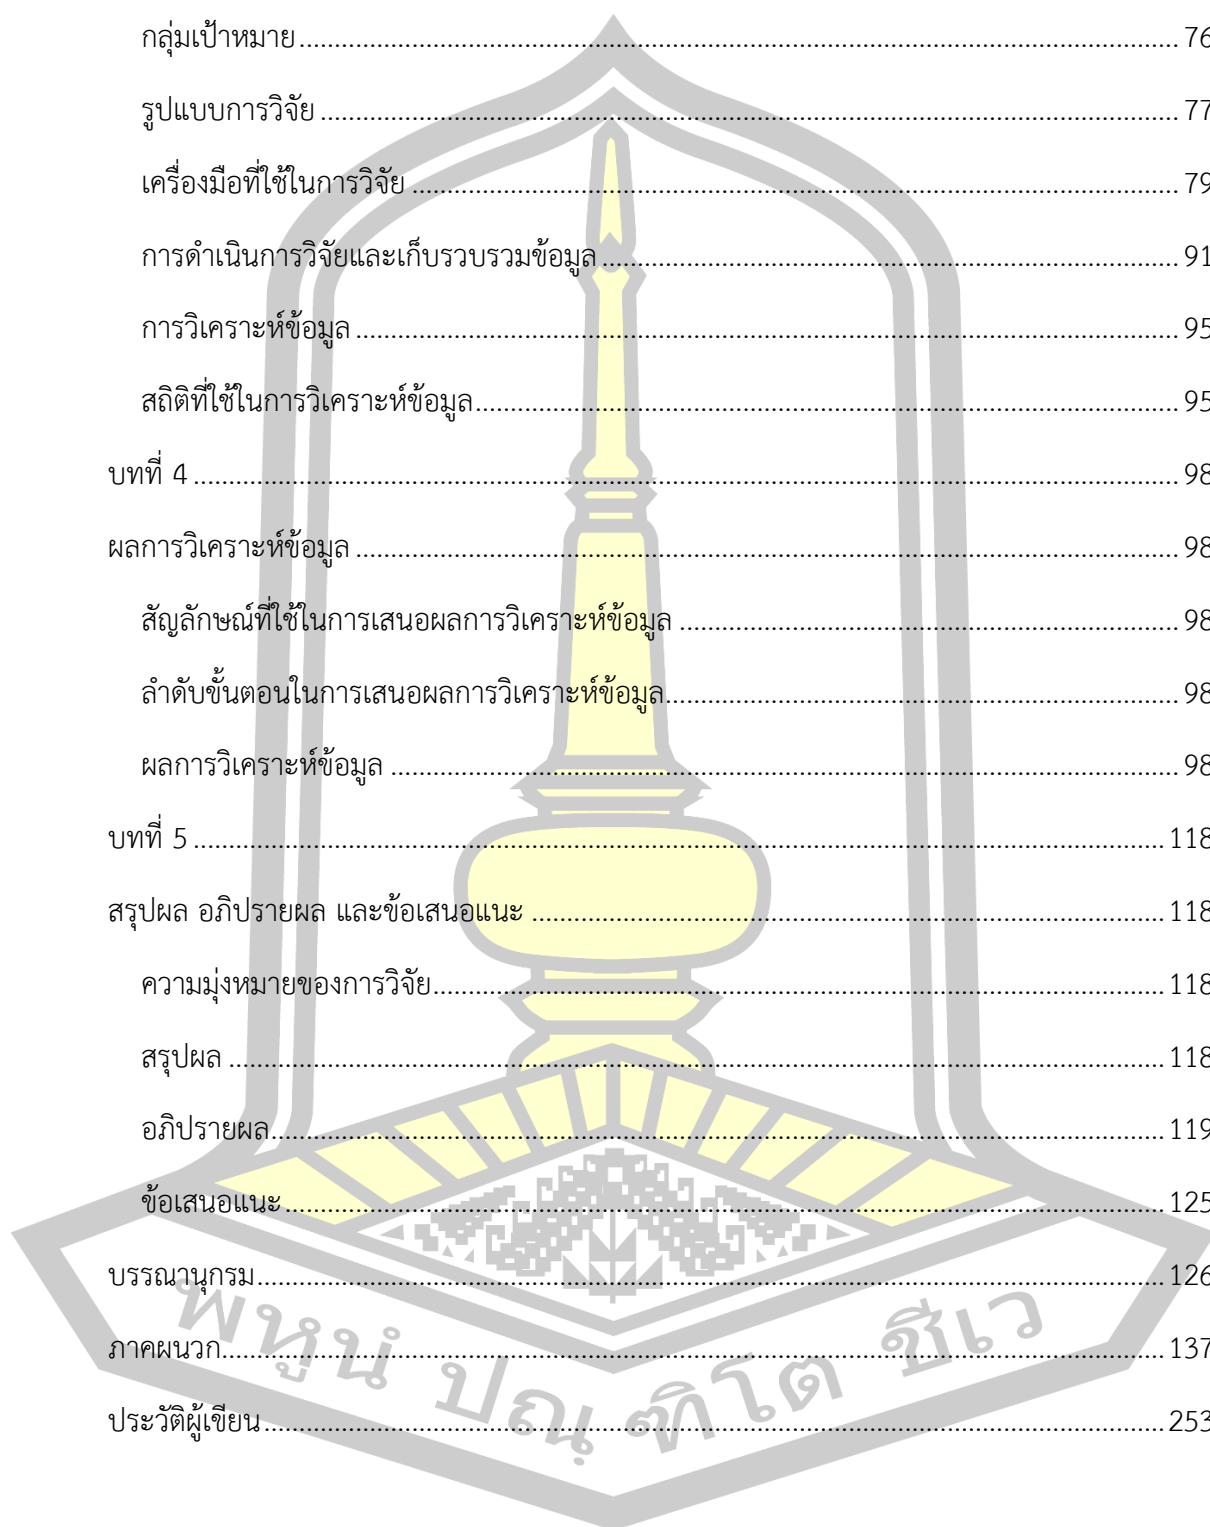 กลุ่มเป้าหมาย 76
รูปแบบการวิจัย 77
เครื่องมือที่ใช้ในการวิจัย 79
การดำเนินการวิจัยและเก็บรวบรวมข้อมูล 91
การวิเคราะห์ข้อมูล 95
สถิติที่ใช้ในการวิเคราะห์ข้อมูล 95
บทที่ 4 98
ผลการวิเคราะห์ข้อมูล 98
สัญลักษณ์ที่ใช้ในการเสนอผลการวิเคราะห์ข้อมูล 98
ลำดับขั้นตอนในการเสนอผลการวิเคราะห์ข้อมูล 98
ผลการวิเคราะห์ข้อมูล 98
บทที่ 5 118
สรุปผล อภิปรายผล และข้อเสนอแนะ 118
ความมุ่งหมายของการวิจัย 118
สรุปผล 118
อภิปรายผล 119
ข้อเสนอแนะ 125
บรรณานุกรม 126
ภาคผนวก 137
ประวัติผู้เขียน 253
พหูนํ ปณฺฑิโต ชีเว